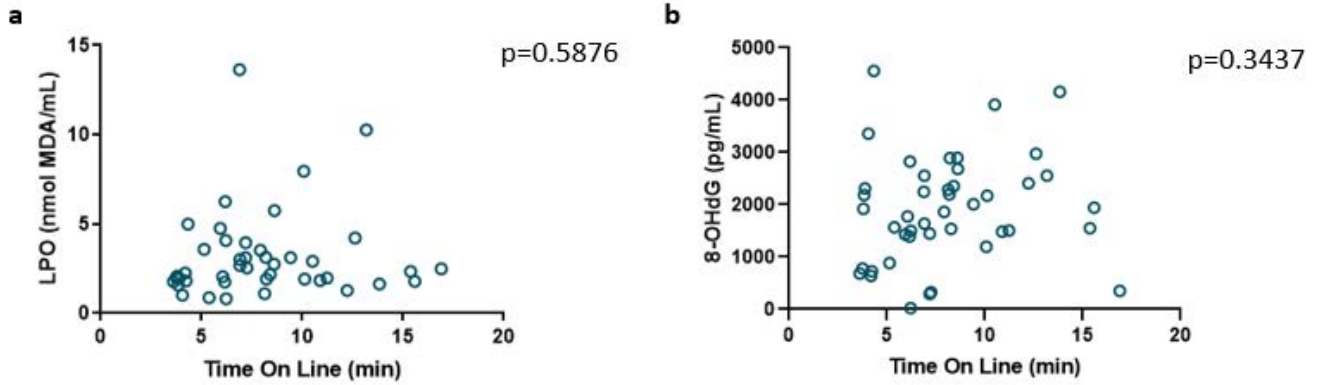 a
p=0.5876
LPO (nmol MDA/mL)
15
10
5
0
0 5 10 15 20
Time On Line (min)
b
p=0.3437
8-OHdG (pg/mL)
5000
4000
3000
2000
1000
0
0 5 10 15 20
Time On Line (min)